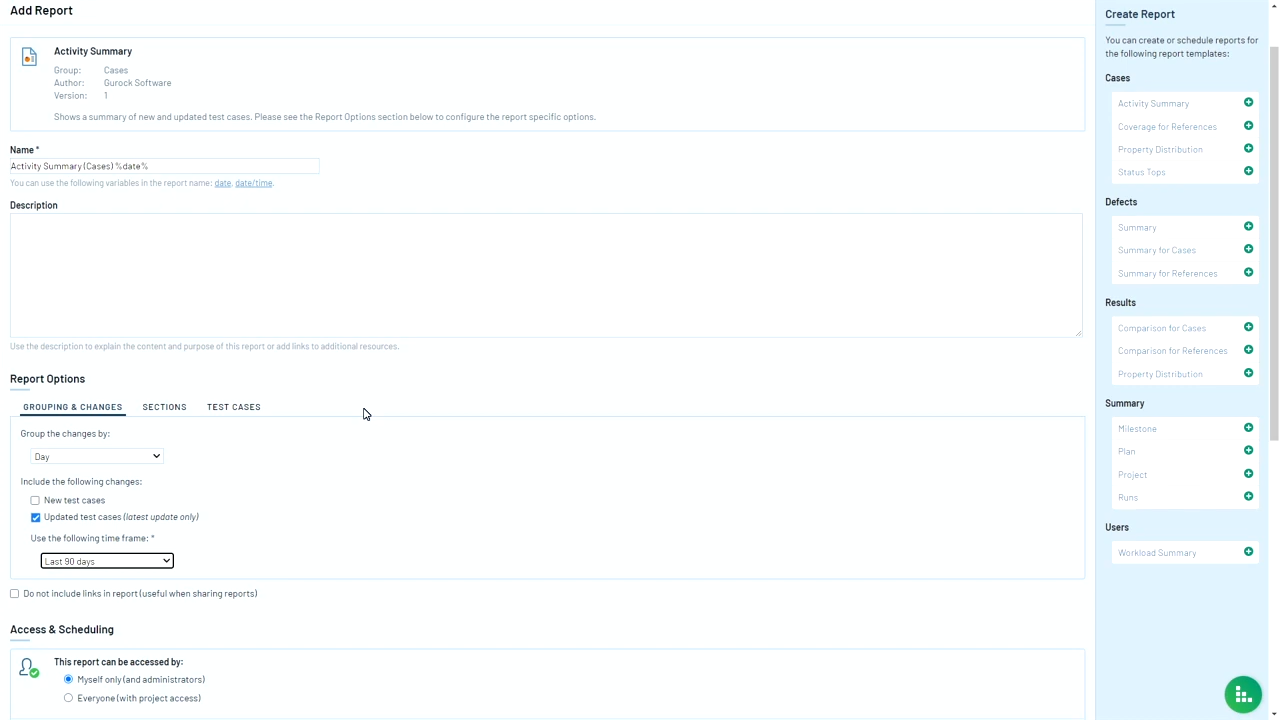 Add Report
Activity Summary
Group: Cases
Author: Gurock Software
Version: 1
Shows a summary of new and updated test cases. Please see the Report Options section below to configure the report specific options.
Name *
Activity Summary (Cases) %date%
You can use the following variables in the report name: date, date/time.
Description
Use the description to explain the content and purpose of this report or add links to additional resources.
Report Options
GROUPING & CHANGES SECTIONS TEST CASES
Group the changes by:
Day
Include the following changes:
New test cases
Updated test cases (latest update only)
Use the following time frame: *
Last 90 days
Do not include links in report (useful when sharing reports)
Access & Scheduling
This report can be accessed by:
Myself only (and administrators)
Everyone (with project access)
Create Report
You can create or schedule reports for
the following report templates:
Cases
Activity Summary
Coverage for References
Property Distribution
Status Tops
Defects
Summary
Summary for Cases
Summary for References
Results
Comparison for Cases
Comparison for References
Property Distribution
Summary
Milestone
Plan
Project
Runs
Users
Workload Summary